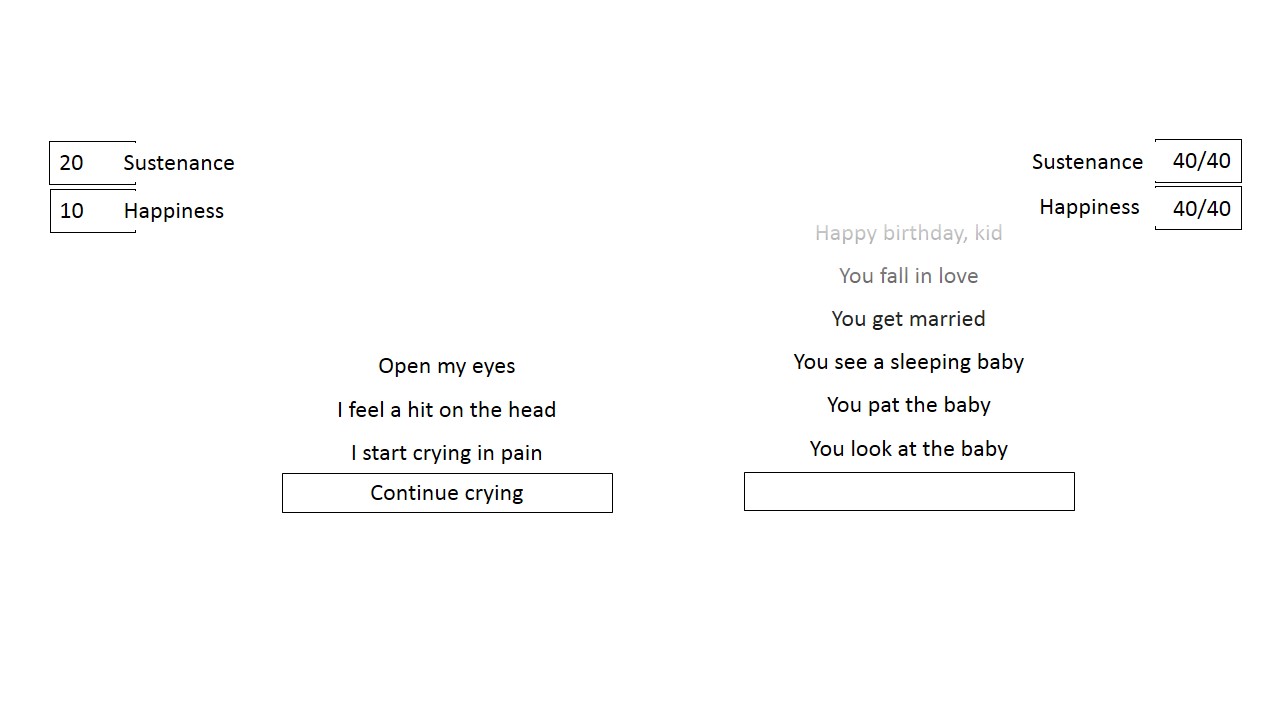 20 Sustenance
10 Happiness
Open my eyes
I feel a hit on the head
I start crying in pain
Continue crying
Sustenance 40/40
Happiness 40/40
Happy birthday, kid
You fall in love
You get married
You see a sleeping baby
You pat the baby
You look at the baby